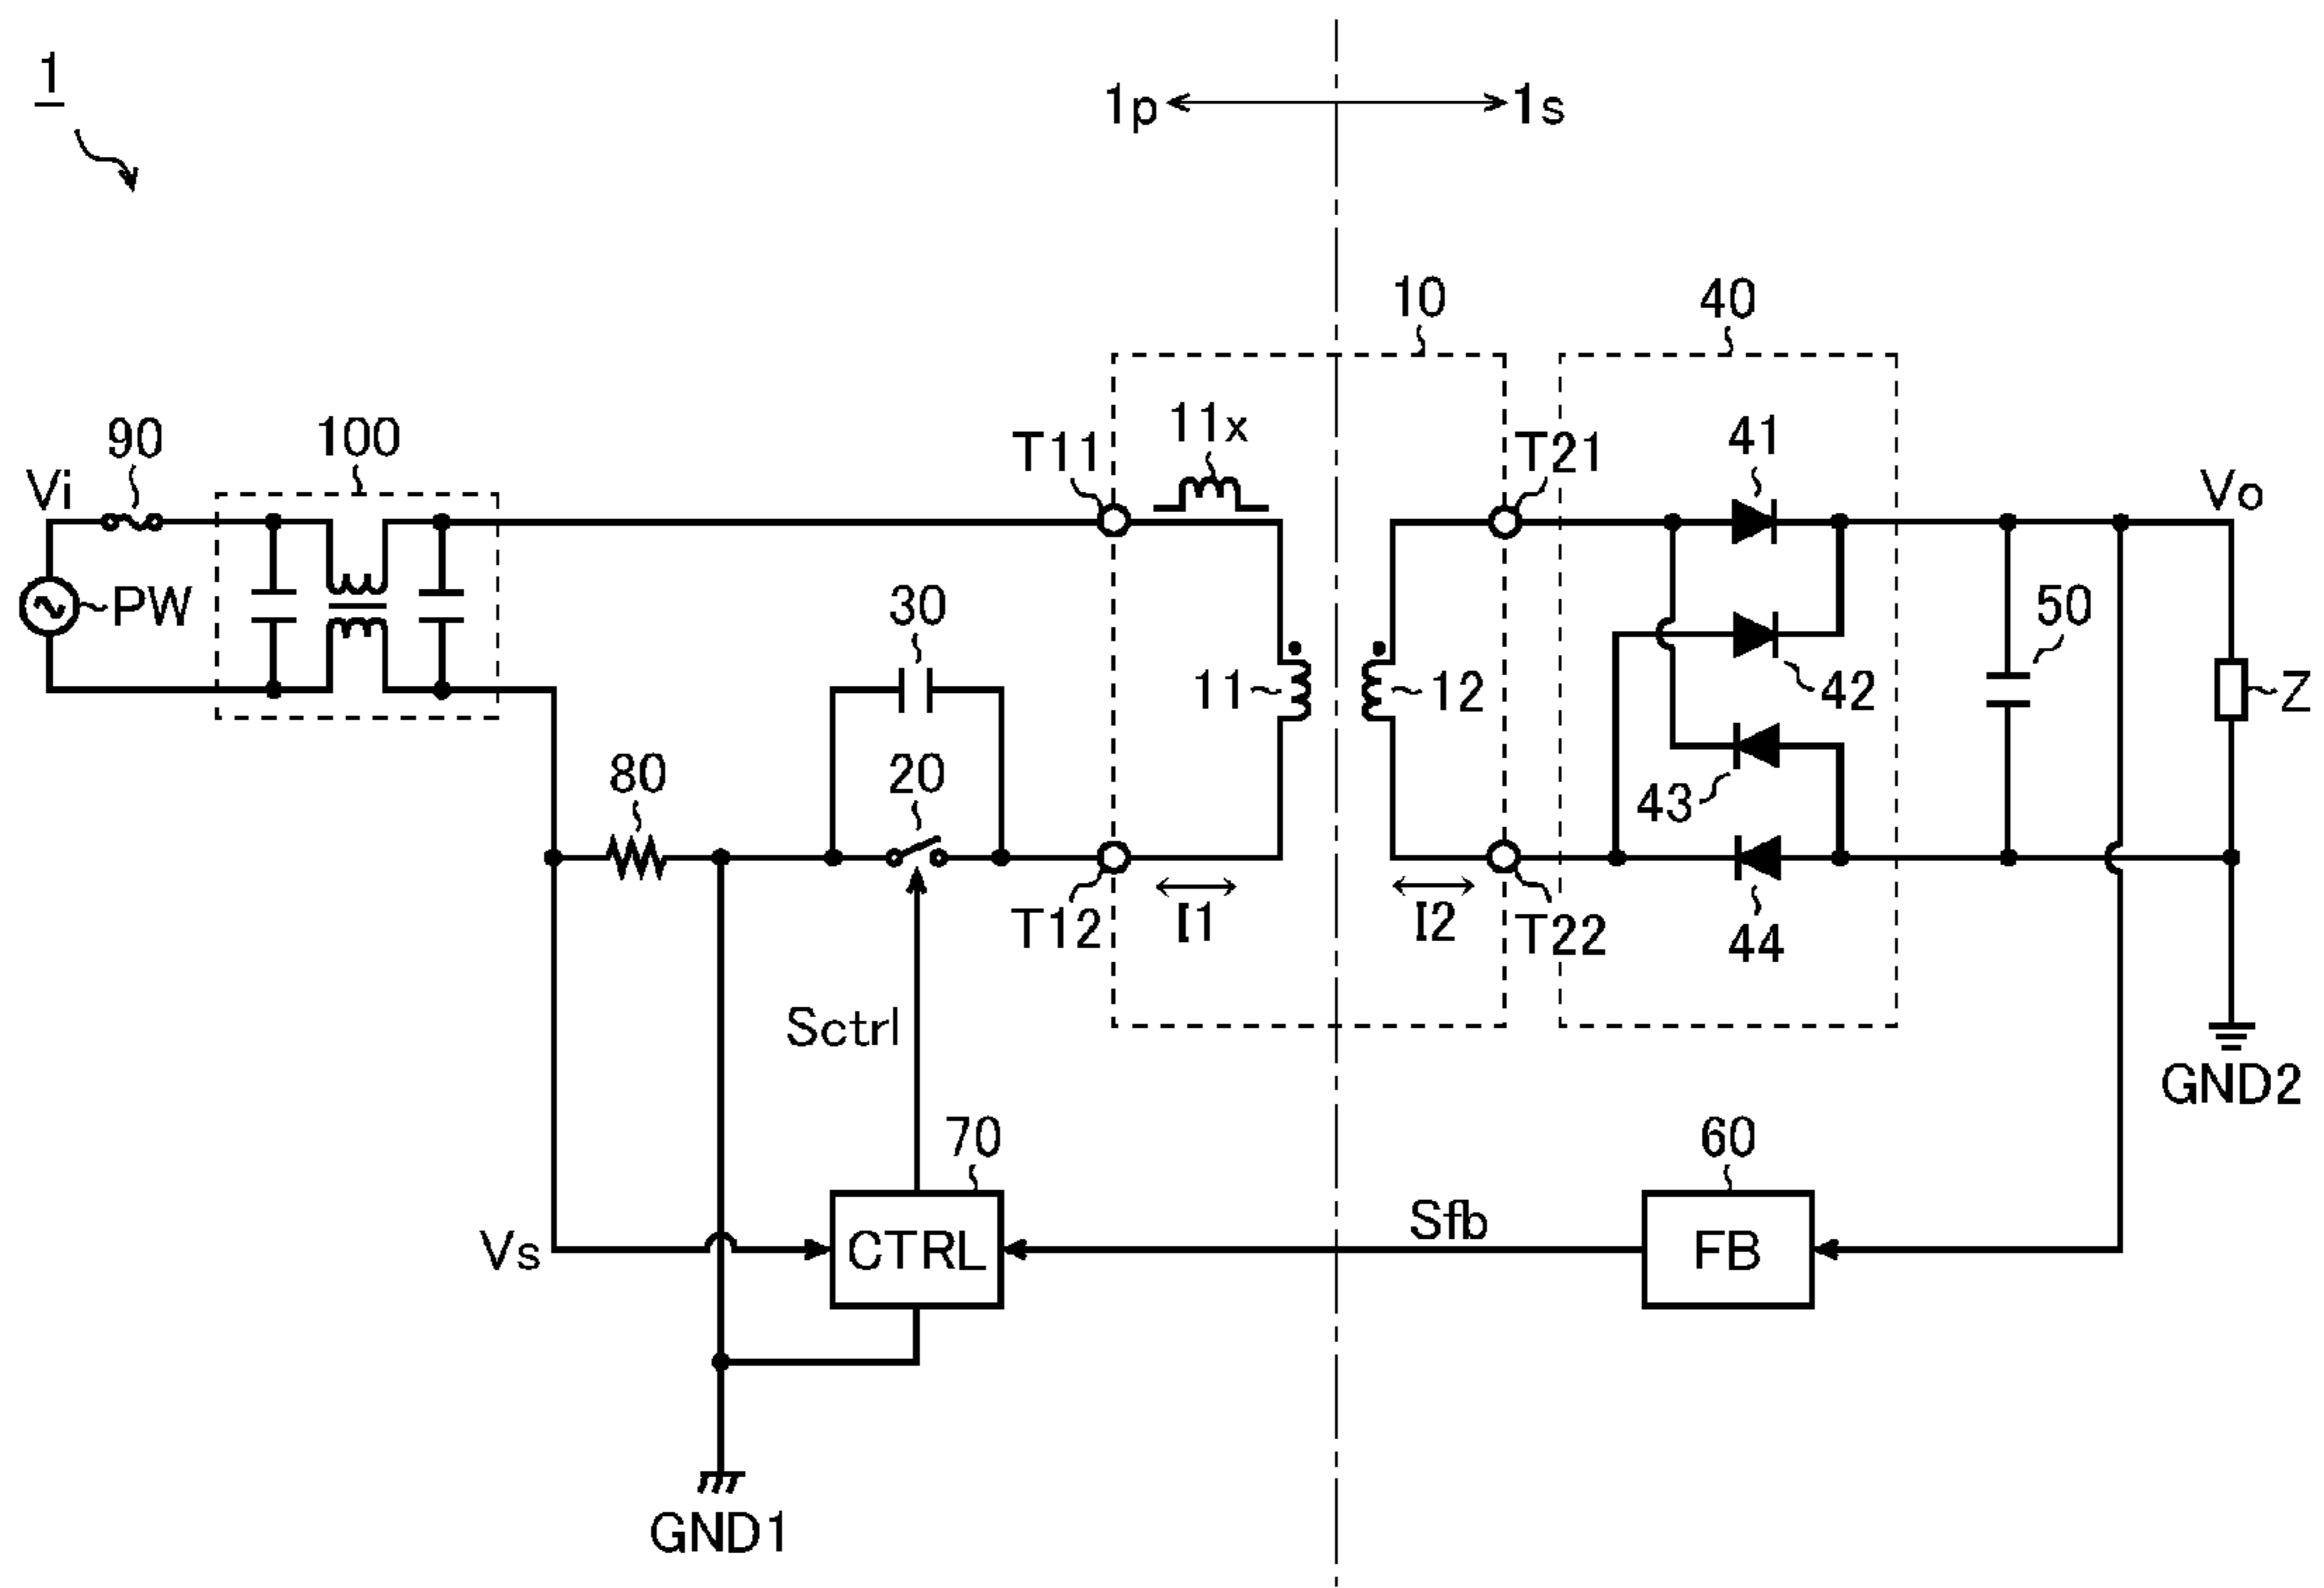 1
1p
1s
10
40
90
100
11x
41
T11
T21
Vi
Vo
PW
30
50
11
12
42
Z
80
20
43
T12
I1
I2
T22
44
Sctrl
GND2
70
60
Vs
CTRL
Sfb
FB
GND1